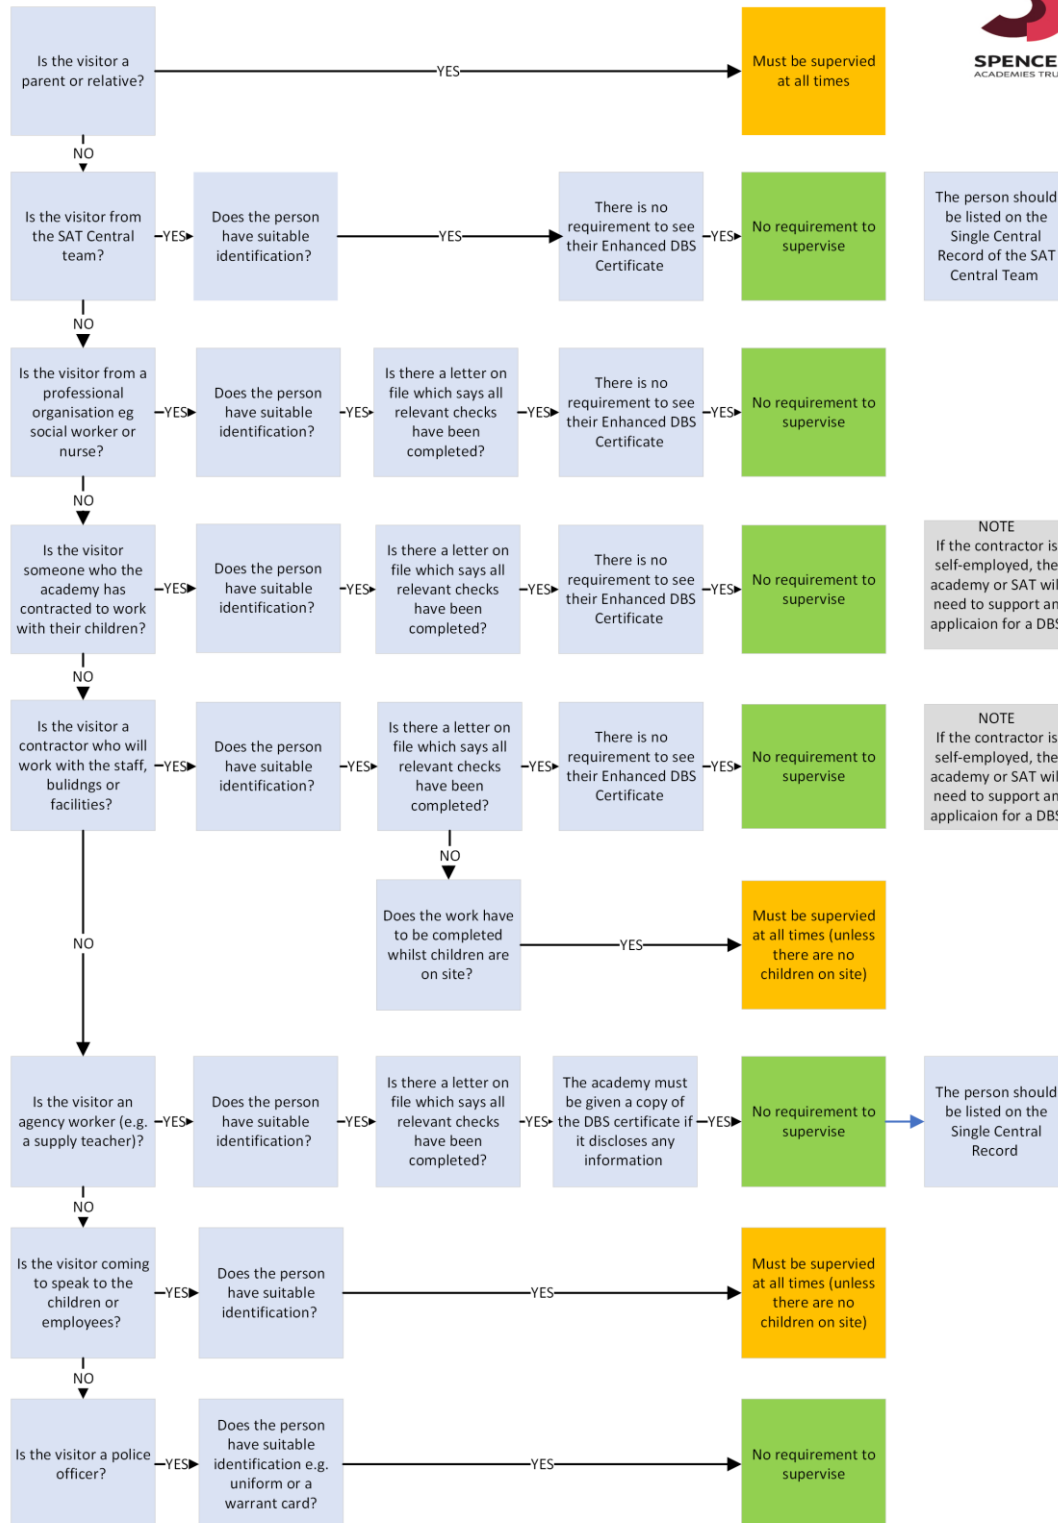 Is the visitor a
parent or relative?
YES
Must be supervied
at all times
SPENCE
ACADEMIES TRU
NO
Is the visitor from
the SAT Central
team?
YES
Does the person
have suitable
identification?
YES
There is no
requirement to see
their Enhanced DBS
Certificate
YES
No requirement to
supervise
The person should
be listed on the
Single Central
Record of the SAT
Central Team
NO
Is the visitor from a
professional
organisation eg
social worker or
nurse?
YES
Does the person
have suitable
identification?
YES
Is there a letter on
file which says all
relevant checks
have been
completed?
YES
There is no
requirement to see
their Enhanced DBS
Certificate
YES
No requirement to
supervise
NO
Is the visitor
someone who the
academy has
contracted to work
with their children?
YES
Does the person
have suitable
identification?
YES
Is there a letter on
file which says all
relevant checks
have been
completed?
YES
There is no
requirement to see
their Enhanced DBS
Certificate
YES
No requirement to
supervise
NOTE
If the contractor is
self-employed, the
academy or SAT will
need to support an
applicaion for a DBS
NO
Is the visitor a
contractor who will
work with the staff,
bulidngs or
facilities?
YES
Does the person
have suitable
identification?
YES
Is there a letter on
file which says all
relevant checks
have been
completed?
YES
There is no
requirement to see
their Enhanced DBS
Certificate
YES
No requirement to
supervise
NOTE
If the contractor is
self-employed, the
academy or SAT will
need to support an
applicaion for a DBS
NO
Does the work have
to be completed
whilst children are
on site?
YES
Must be supervied
at all times (unless
there are no
children on site)
NO
Is the visitor an
agency worker (e.g.
a supply teacher)?
YES
Does the person
have suitable
identification?
YES
Is there a letter on
file which says all
relevant checks
have been
completed?
YES
The academy must
be given a copy of
the DBS certificate if
it discloses any
information
YES
No requirement to
supervise
The person should
be listed on the
Single Central
Record
NO
Is the visitor coming
to speak to the
children or
employees?
YES
Does the person
have suitable
identification?
YES
Must be supervied
at all times (unless
there are no
children on site)
NO
Is the visitor a police
officer?
YES
Does the person
have suitable
identification e.g.
uniform or a
warrant card?
YES
No requirement to
supervise